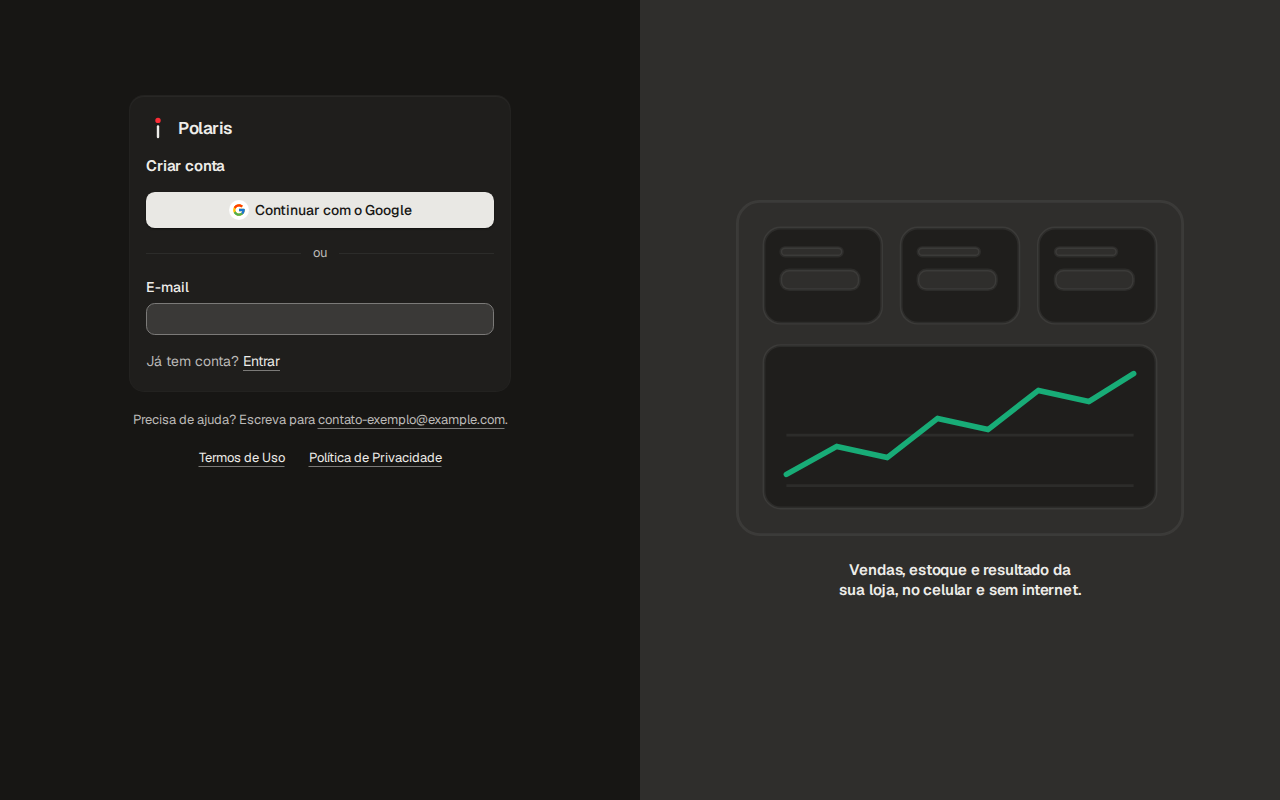 Polaris
Criar conta
Continuar com o Google
ou
E-mail
Já tem conta? Entrar
Precisa de ajuda? Escreva para contato-exemplo@example.com.
Termos de Uso
Política de Privacidade
Vendas, estoque e resultado da
sua loja, no celular e sem internet.